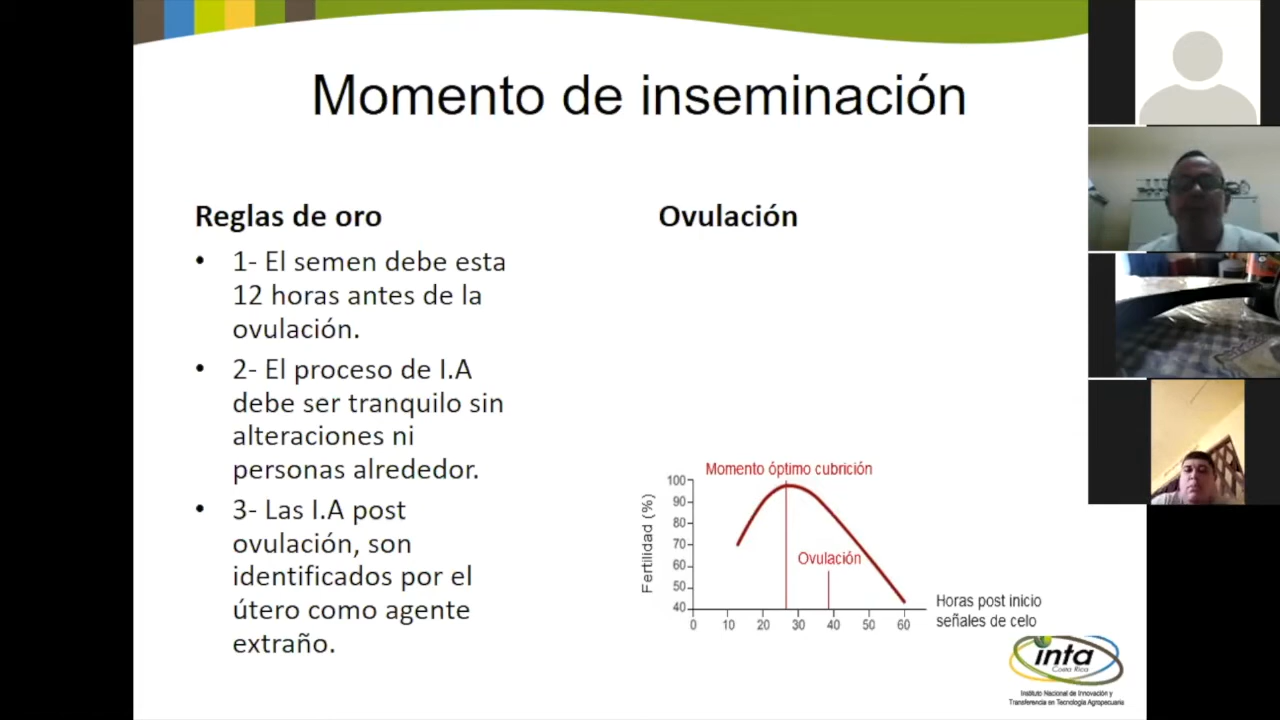 Momento de inseminación
Reglas de oro
• 1- El semen debe esta
12 horas antes de la
ovulación.
• 2- El proceso de I.A
debe ser tranquilo sin
alteraciones ni
personas alrededor.
• 3- Las I.A post
ovulación, son
identificados por el
útero como agente
extraño.
Ovulación
Momento óptimo cubrición
Fertilidad (%)
100
90
80
70
60
50
40
Ovulación
0 10 20 30 40 50 60
Horas post inicio
señales de celo
inta
Costa Rica
Instituto Nacional de Innovación y
Transferencia en Tecnología Agropecuaria